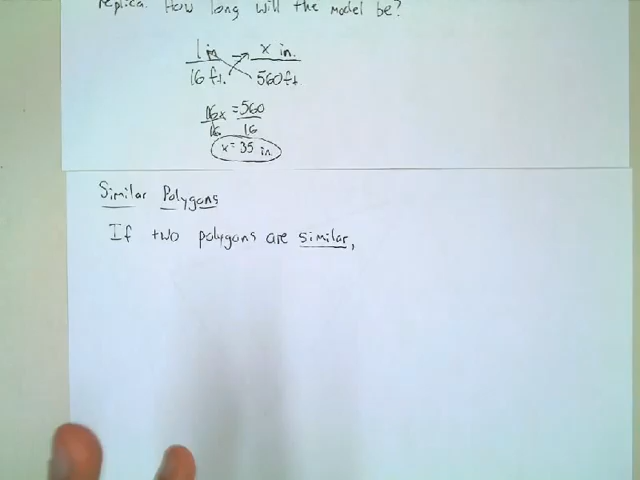 replica. How long will the model be?
1 in = x in.
16 ft. 560 ft
16x = 560
16 16
x = 35 in
Similar Polygons
If two polygons are similar,